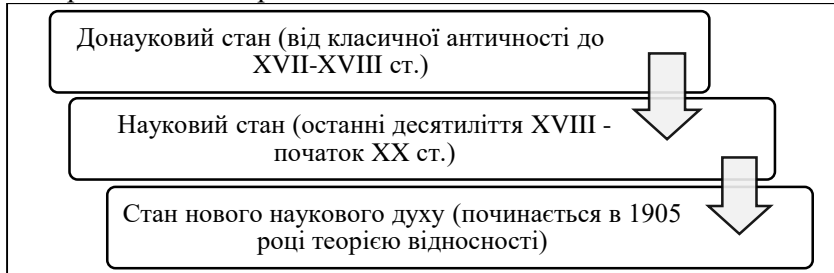 Донауковий стан (від класичної античності до
XVII-XVIII ст.)
Науковий стан (останні десятиліття XVIII -
початок XX ст.)
Стан нового наукового духу (починається в 1905
році теорією відносності)